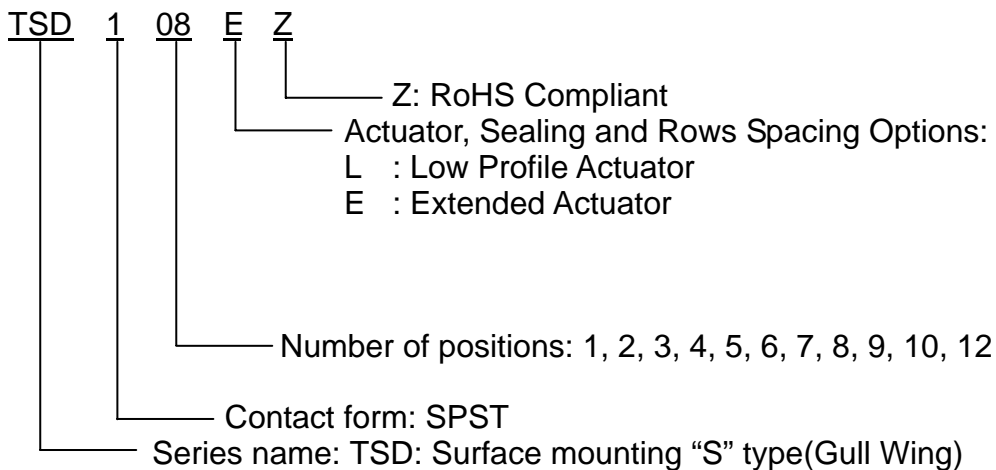 TSD 1 08 E Z
Z: RoHS Compliant
Actuator, Sealing and Rows Spacing Options:
L : Low Profile Actuator
E : Extended Actuator
Number of positions: 1, 2, 3, 4, 5, 6, 7, 8, 9, 10, 12
Contact form: SPST
Series name: TSD: Surface mounting “S” type(Gull Wing)